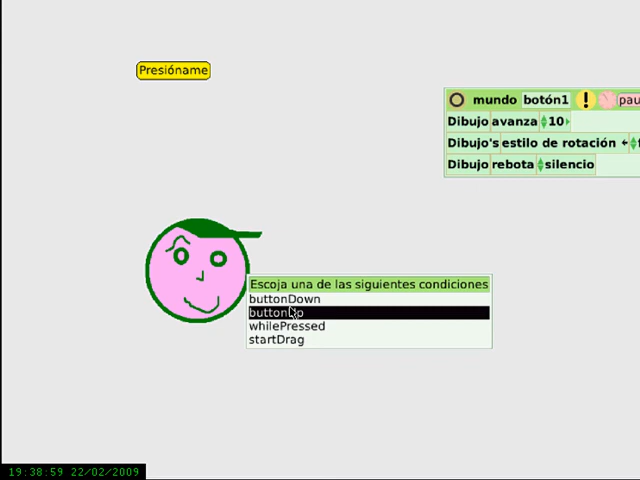 Presióname
mundo botón1 ! pau
Dibujo avanza 10
Dibujo's estilo de rotación
Dibujo rebota silencio
Escoja una de las siguientes condiciones
buttonDown
buttonUp
whilePressed
startDrag
19:38:59 22/02/2009